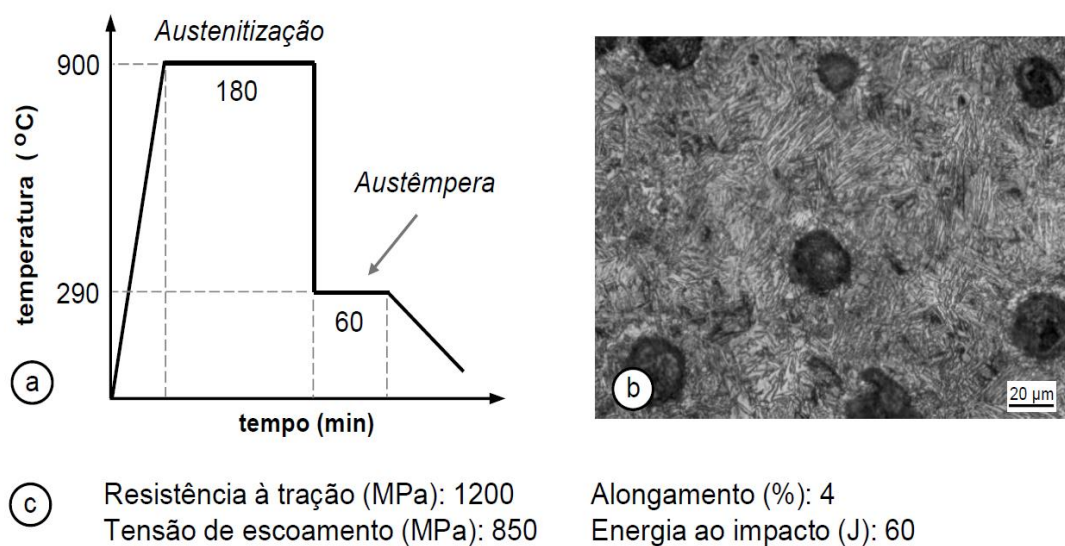 Austenitização
900
180
Austêmpera
290
60
temperatura (°C)
tempo (min)
a
b
20 µm
c
Resistência à tração (MPa): 1200
Tensão de escoamento (MPa): 850
Alongamento (%): 4
Energia ao impacto (J): 60